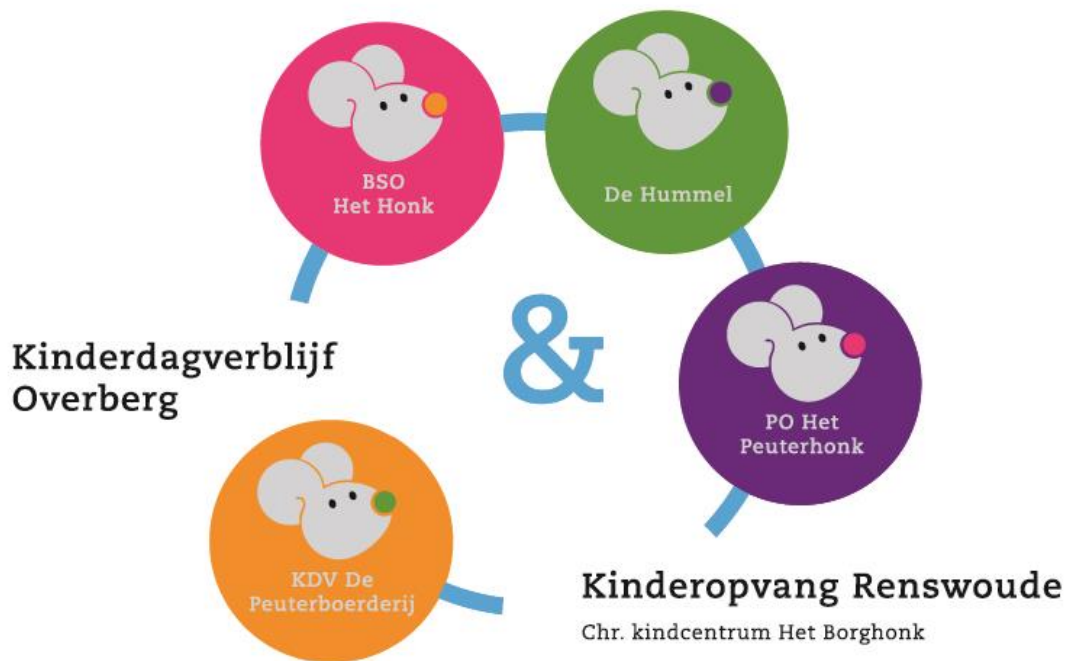 BSO
Het Honk
De Hummel
&
Kinderdagverblijf
Overberg
PO Het
Peuterhonk
KDV De
Peuterboerderij
Kinderopvang Renswoude
Chr. kindcentrum Het Borghonk